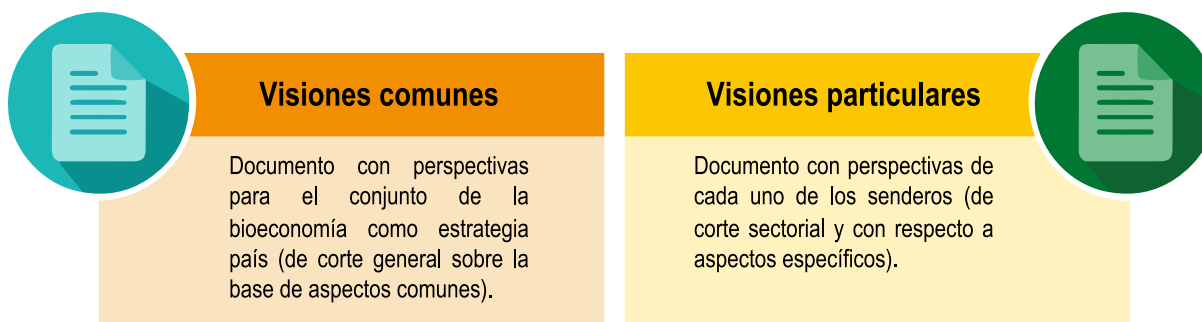 Visiones comunes
Documento con perspectivas
para el conjunto de la
bioeconomía como estrategia
país (de corte general sobre la
base de aspectos comunes).
Visiones particulares
Documento con perspectivas de
cada uno de los senderos (de
corte sectorial y con respecto a
aspectos específicos).